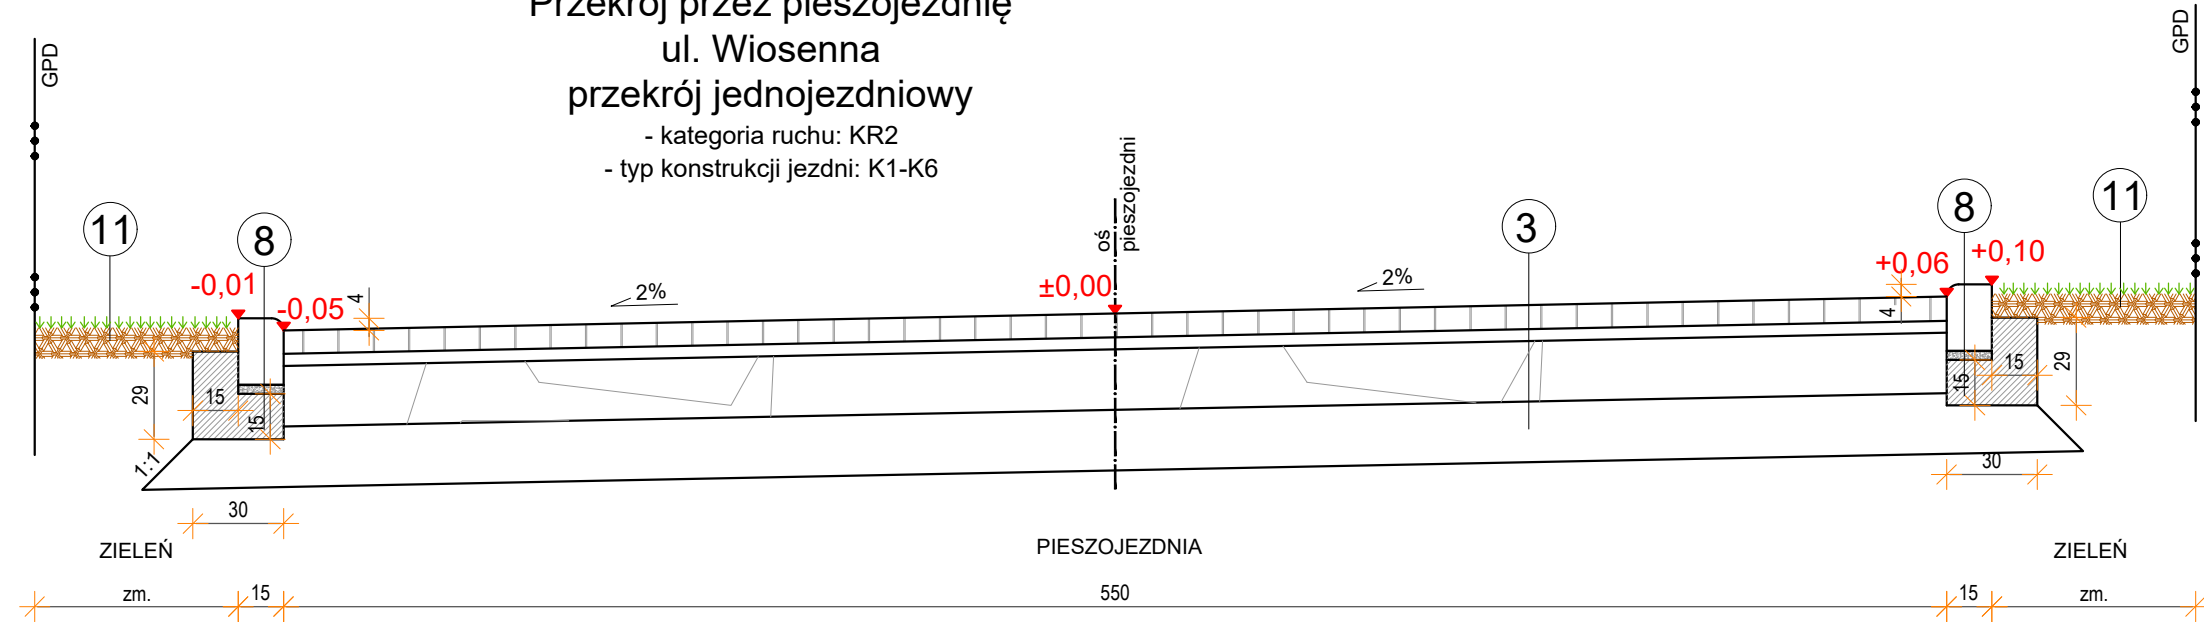 Przekrój przez pieszojezdnię
ul. Wiosenna
przekrój jednojezdniowy
- kategoria ruchu: KR2
- typ konstrukcji jezdni: K1-K6
GPD
GPD
oś
pieszojezdni
11
8
3
8
11
-0,01
-0,05
4
2%
±0,00
2%
+0,06
+0,10
4
29
15
15
1:1
30
15
15
29
30
ZIELEŃ
PIESZOJEZDNIA
ZIELEŃ
zm.
15
550
15
zm.